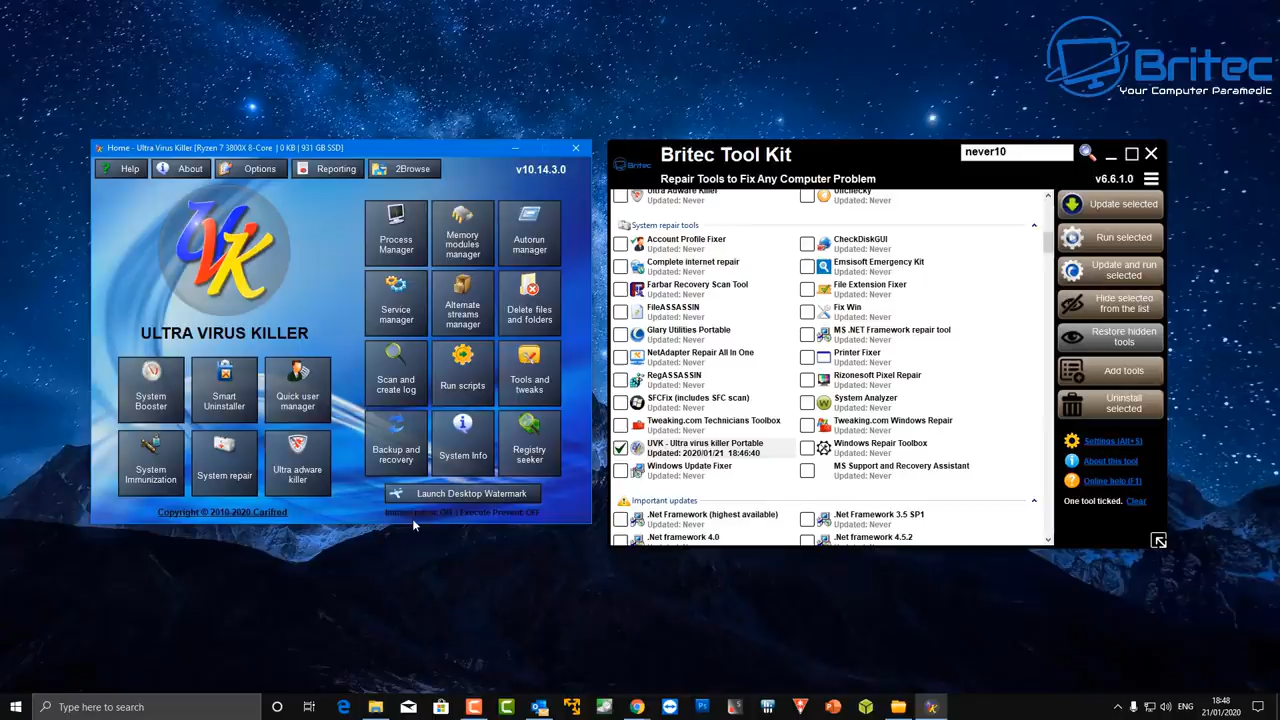 Britec
Your Computer Paramedic
Home - Ultra Virus Killer [Ryzen 7 3800X 8-Core | 0 KB | 931 GB SSD]
Help
About
Options
Reporting
2Browse
v10.14.3.0
ULTRA VIRUS KILLER
Process Manager
Memory modules manager
Autorun manager
Service manager
Alternate streams manager
Delete files and folders
Scan and create log
Run scripts
Tools and tweaks
System Booster
Smart Uninstaller
Quick user manager
Backup and recovery
System Info
Registry seeker
System Immunization
System repair
Ultra adware killer
Launch Desktop Watermark
Copyright © 2010-2020 Carifred
OFF | Execute Prevent: OFF
Britec
Britec Tool Kit
Repair Tools to Fix Any Computer Problem
never10
v6.6.1.0
Ultra Adware Killer
Updated: Never
Unchecky
Updated: Never
System repair tools
Account Profile Fixer
Updated: Never
CheckDiskGUI
Updated: Never
Complete internet repair
Updated: Never
Emsisoft Emergency Kit
Updated: Never
Farbar Recovery Scan Tool
Updated: Never
File Extension Fixer
Updated: Never
FileASSASSIN
Updated: Never
Fix Win
Updated: Never
Glary Utilities Portable
Updated: Never
MS .NET Framework repair tool
Updated: Never
NetAdapter Repair All In One
Updated: Never
Printer Fixer
Updated: Never
RegASSASSIN
Updated: Never
Rizonesoft Pixel Repair
Updated: Never
SFCFix (includes SFC scan)
Updated: Never
System Analyzer
Updated: Never
Tweaking.com Technicians Toolbox
Updated: Never
Tweaking.com Windows Repair
Updated: Never
UVK - Ultra virus killer Portable
Updated: 2020/01/21 18:46:40
Windows Repair Toolbox
Updated: Never
Windows Update Fixer
Updated: Never
MS Support and Recovery Assistant
Updated: Never
Important updates
.Net Framework (highest available)
Updated: Never
.Net Framework 3.5 SP1
Updated: Never
.Net framework 4.0
.Net framework 4.5.2
Update selected
Run selected
Update and run selected
Hide selected from the list
Restore hidden tools
Add tools
Uninstall selected
Settings (Alt+S)
About this tool
Online help (F1)
One tool ticked. Clear
Type here to search
ENG
18:48
21/01/2020